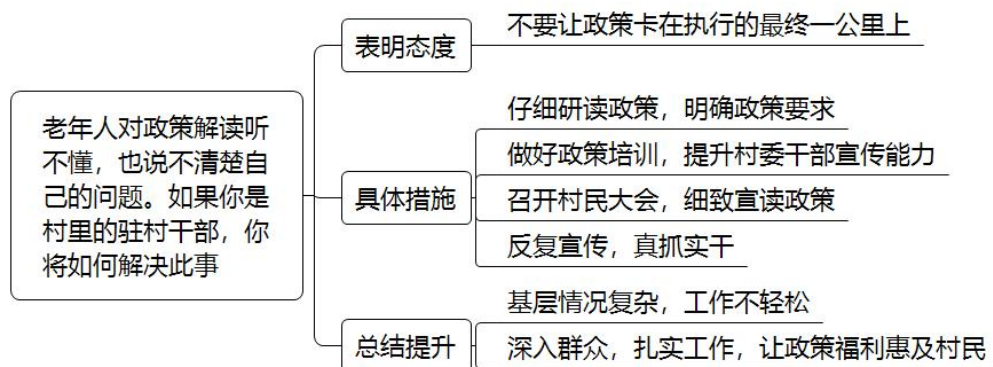 老年人对政策解读听
不懂，也说不清楚自
己的问题。如果你是
村里的驻村干部，你
将如何解决此事
表明态度
不要让政策卡在执行的最终一公里上
具体措施
仔细研读政策，明确政策要求
做好政策培训，提升村委干部宣传能力
召开村民大会，细致宣读政策
反复宣传，真抓实干
总结提升
基层情况复杂，工作不轻松
深入群众，扎实工作，让政策福利惠及村民